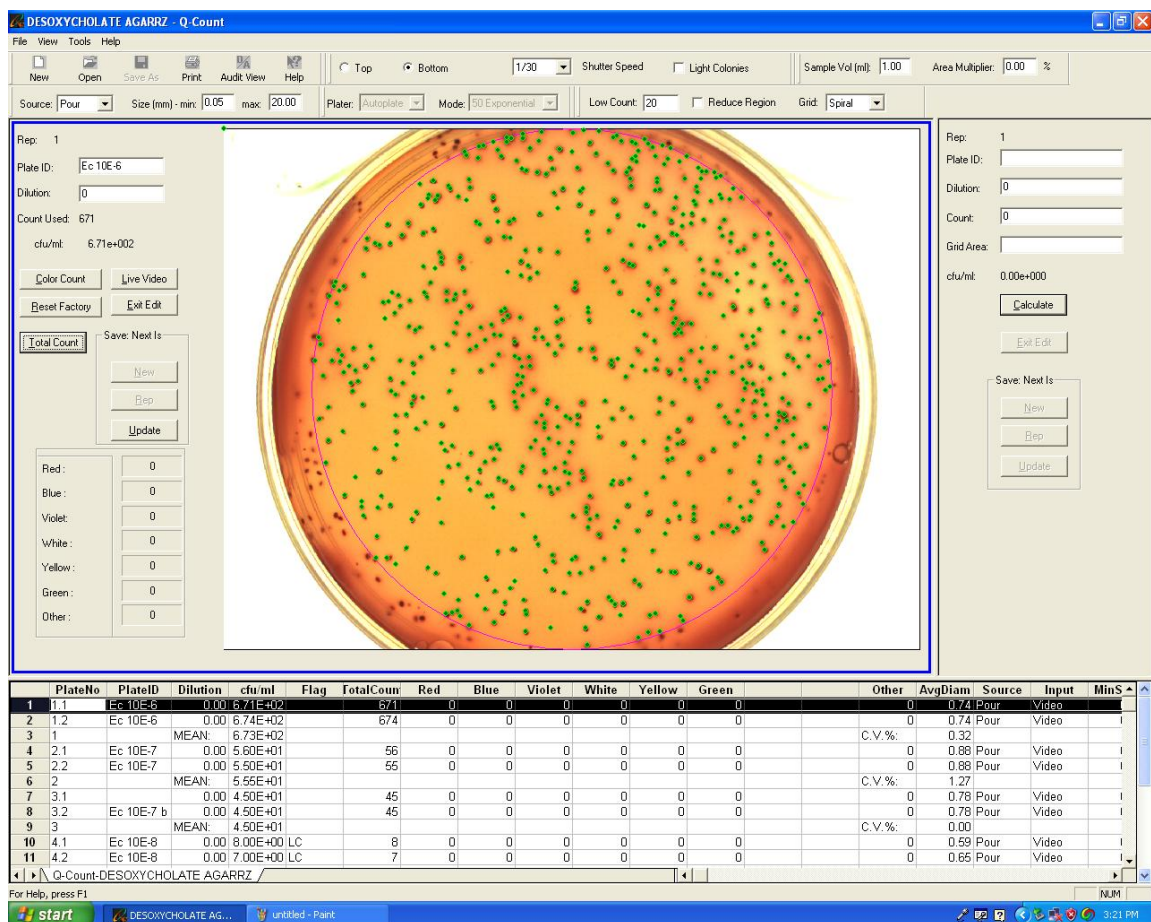 DESOXYCHOLATE AGARRZ - Q-Count
File View Tools Help
New Open Save As Print Audit View Help Top Bottom 1/30 Shutter Speed Light Colonies Sample Vol (ml): 1.00 Area Multiplier: 0.00 %
Source: Pour Size (mm) - min: 0.05 max: 20.00 Plater: Autoplate Mode: 50 Exponential Low Count: 20 Reduce Region Grid: Spiral
Rep: 1
Plate ID: Ec 10E-6
Dilution: 0
Count Used: 671
cfu/ml: 6.71e+002
Color Count Live Video
Reset Factory Exit Edit
Total Count Save: Next Is
New
Rep
Update
Red : 0
Blue : 0
Violet: 0
White : 0
Yellow : 0
Green : 0
Other : 0
Rep: 1
Plate ID:
Dilution: 0
Count: 0
Grid Area:
cfu/ml: 0.00e+000
Calculate
Exit Edit
Save: Next Is
New
Rep
Update
PlateNo PlateID Dilution cfu/ml Flag TotalCoun Red Blue Violet White Yellow Green Other AvgDiam Source Input MinS
1 1.1 Ec 10E-6 0.00 6.71E+02 671 0 0 0 0 0 0 0 0.74 Pour Video
2 1.2 Ec 10E-6 0.00 6.74E+02 674 0 0 0 0 0 0 0 0.74 Pour Video
3 1 MEAN: 6.73E+02 C.V.%: 0.32
4 2.1 Ec 10E-7 0.00 5.60E+01 56 0 0 0 0 0 0 0 0.88 Pour Video
5 2.2 Ec 10E-7 0.00 5.50E+01 55 0 0 0 0 0 0 0 0.88 Pour Video
6 2 MEAN: 5.55E+01 C.V.%: 1.27
7 3.1 0.00 4.50E+01 45 0 0 0 0 0 0 0 0.78 Pour Video
8 3.2 Ec 10E-7 b 0.00 4.50E+01 45 0 0 0 0 0 0 0 0.78 Pour Video
9 3 MEAN: 4.50E+01 C.V.%: 0.00
10 4.1 Ec 10E-8 0.00 8.00E+00 LC 8 0 0 0 0 0 0 0 0.59 Pour Video
11 4.2 Ec 10E-8 0.00 7.00E+00 LC 7 0 0 0 0 0 0 0 0.65 Pour Video
Q-Count-DESOXYCHOLATE AGARRZ
For Help, press F1 NUM
start DESOXYCHOLATE AG... untitled - Paint 3:21 PM